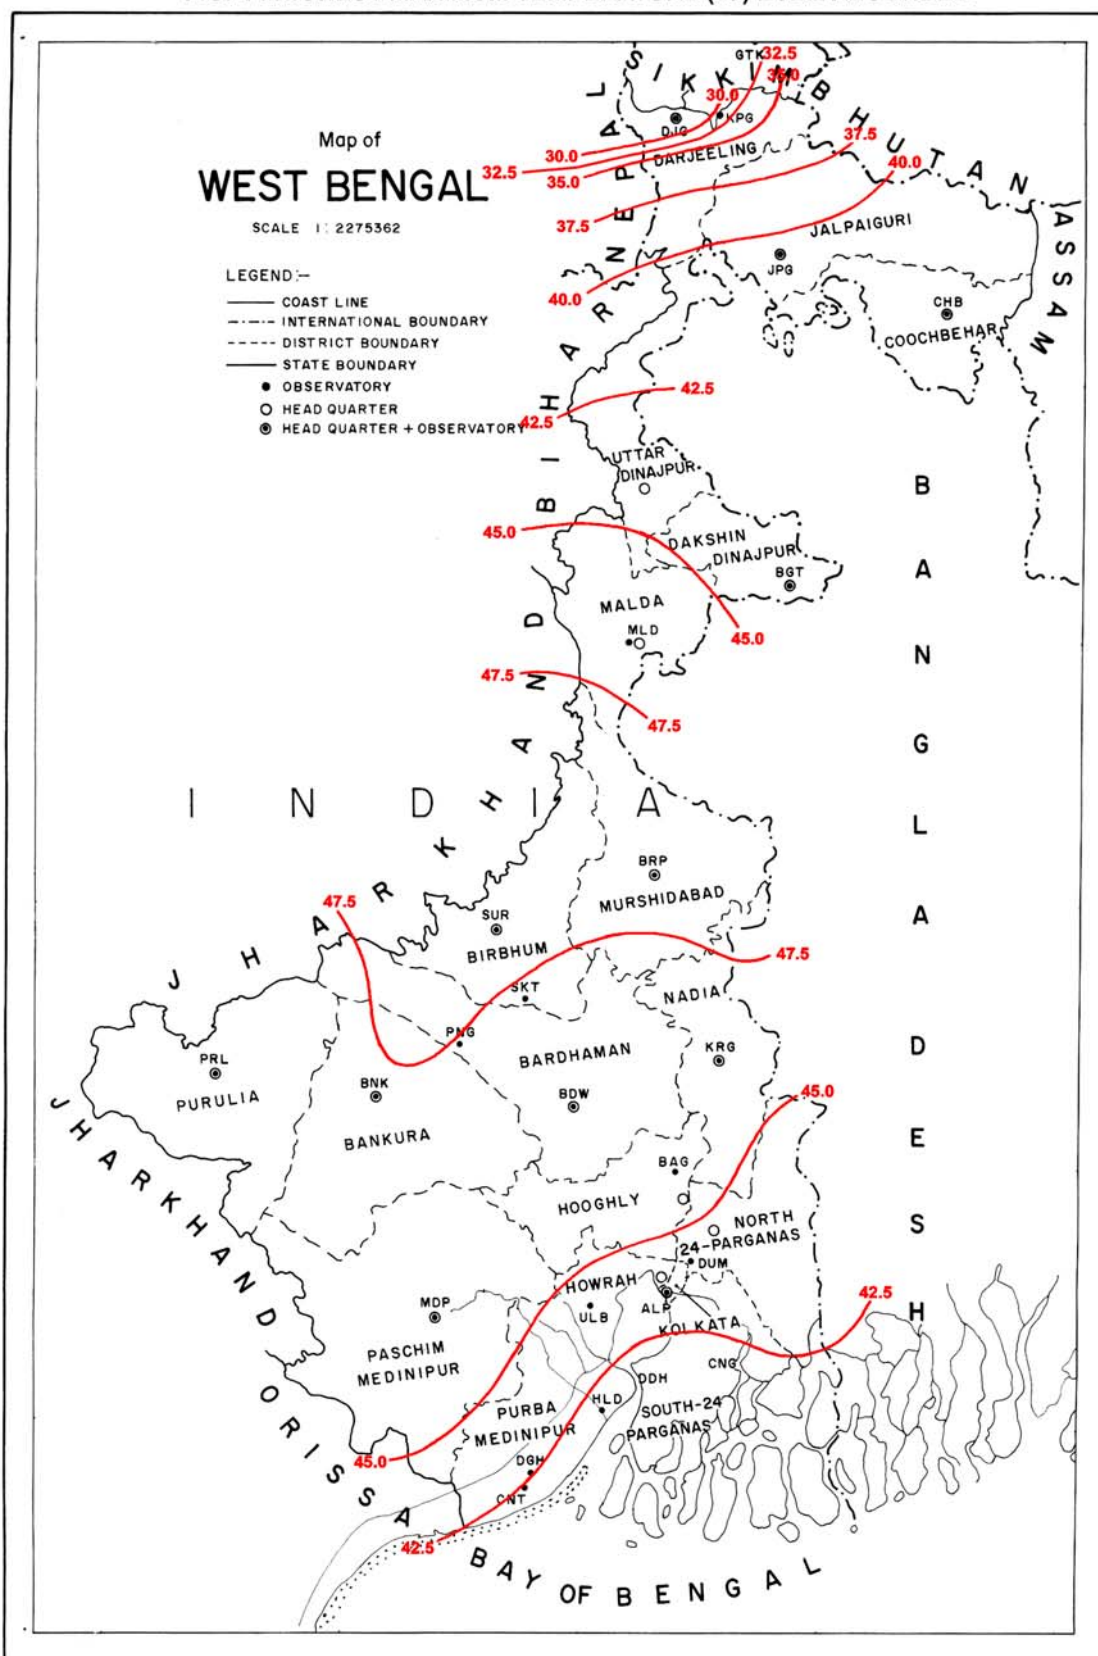 Map of
WEST BENGAL
SCALE 1: 2275362
LEGEND:—
COAST LINE
INTERNATIONAL BOUNDARY
DISTRICT BOUNDARY
STATE BOUNDARY
OBSERVATORY
HEAD QUARTER
HEAD QUARTER + OBSERVATORY
SIKKIM
BHUTAN
NEPAL
ASSAM
BIHAR
JHARKHAND
INDIA
BANGLADESH
JHARKHAND
ORISSA
BAY OF BENGAL
GTK
32.5
35.0
30.0
DJG
KPG
DARJEELING
30.0
32.5
35.0
37.5
37.5
40.0
40.0
JALPAIGURI
JPG
CHB
COOCHBEHAR
42.5
42.5
UTTAR
DINAJPUR
45.0
DAKSHIN
DINAJPUR
BGT
MALDA
MLD
45.0
47.5
47.5
BRP
MURSHIDABAD
47.5
SUR
BIRBHUM
47.5
SKT
NADIA
PNG
BARDHAMAN
KRG
PRL
PURULIA
BNK
BDW
BANKURA
45.0
BAG
HOOGHLY
NORTH
24-PARGANAS
DUM
HOWRAH
MDP
ULB
ALP
KOLKATA
42.5
PASCHIM
MEDINIPUR
CNG
DDH
HLD
SOUTH-24
PARGANAS
PURBA
MEDINIPUR
45.0
DGH
CNT
42.5